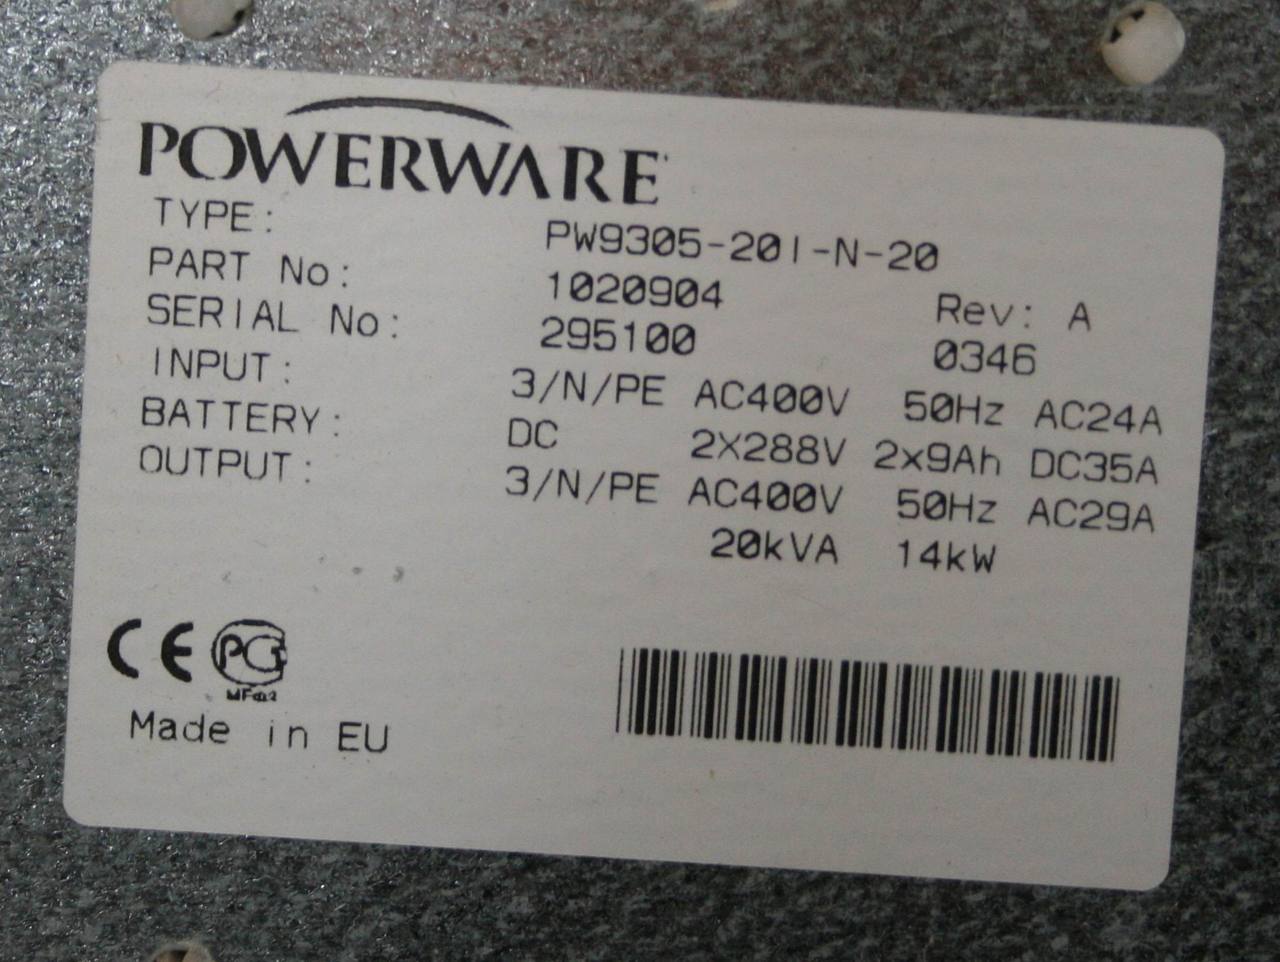 POWERWARE
TYPE: PW9305-20I-N-20
PART No: 1020904 Rev: A
SERIAL No: 295100 0346
INPUT: 3/N/PE AC400V 50Hz AC24A
BATTERY: DC 2X288V 2x9Ah DC35A
OUTPUT: 3/N/PE AC400V 50Hz AC29A
20kVA 14kW
CE PG
Made in EU